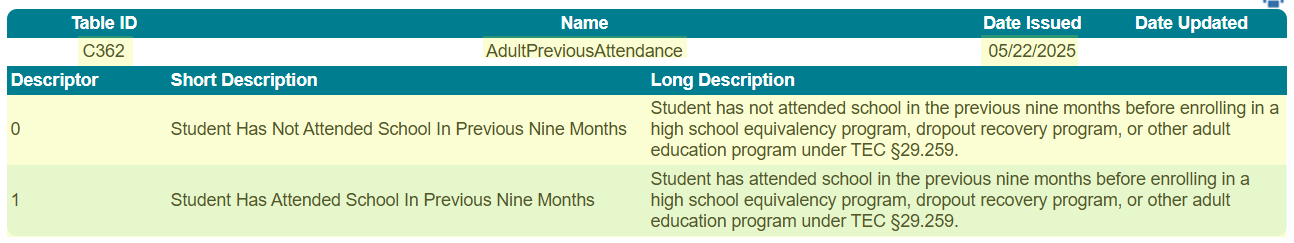 Table ID Name Date Issued Date Updated
C362 AdultPreviousAttendance 05/22/2025
Descriptor Short Description Long Description
0 Student Has Not Attended School In Previous Nine Months Student has not attended school in the previous nine months before enrolling in a
high school equivalency program, dropout recovery program, or other adult
education program under TEC §29.259.
1 Student Has Attended School In Previous Nine Months Student has attended school in the previous nine months before enrolling in a
high school equivalency program, dropout recovery program, or other adult
education program under TEC §29.259.